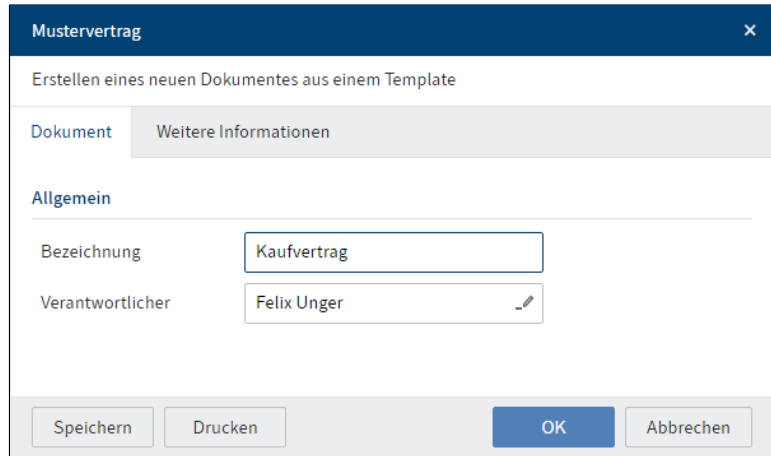 Mustervertrag
Erstellen eines neuen Dokumentes aus einem Template
Dokument Weitere Informationen
Allgemein
Bezeichnung Kaufvertrag
Verantwortlicher Felix Unger
Speichern Drucken OK Abbrechen